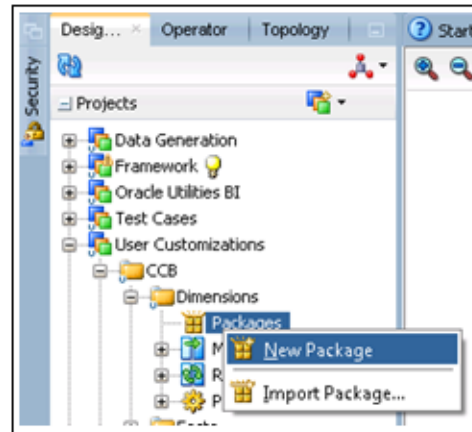 Desig...
Operator
Topology
Start
Security
Projects
Data Generation
Framework
Oracle Utilities BI
Test Cases
User Customizations
CCB
Dimensions
Packages
New Package
M
R
Import Package...
P
Facts